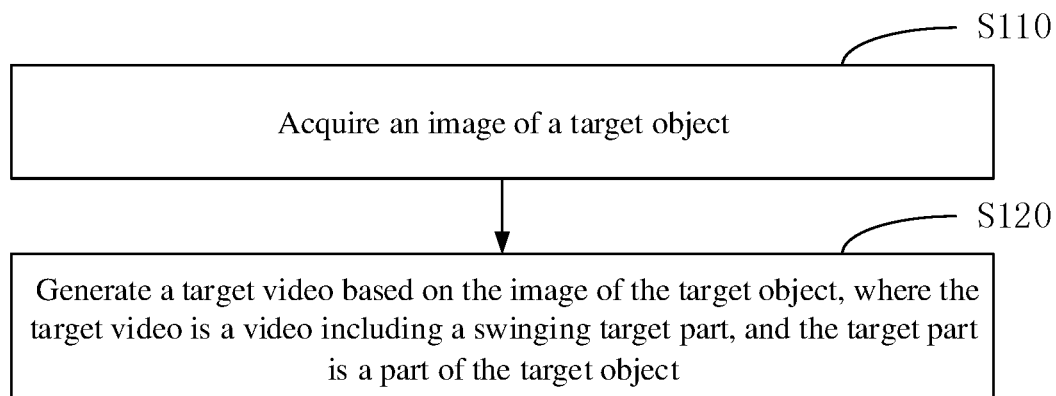 S110
Acquire an image of a target object
S120
Generate a target video based on the image of the target object, where the
target video is a video including a swinging target part, and the target part
is a part of the target object